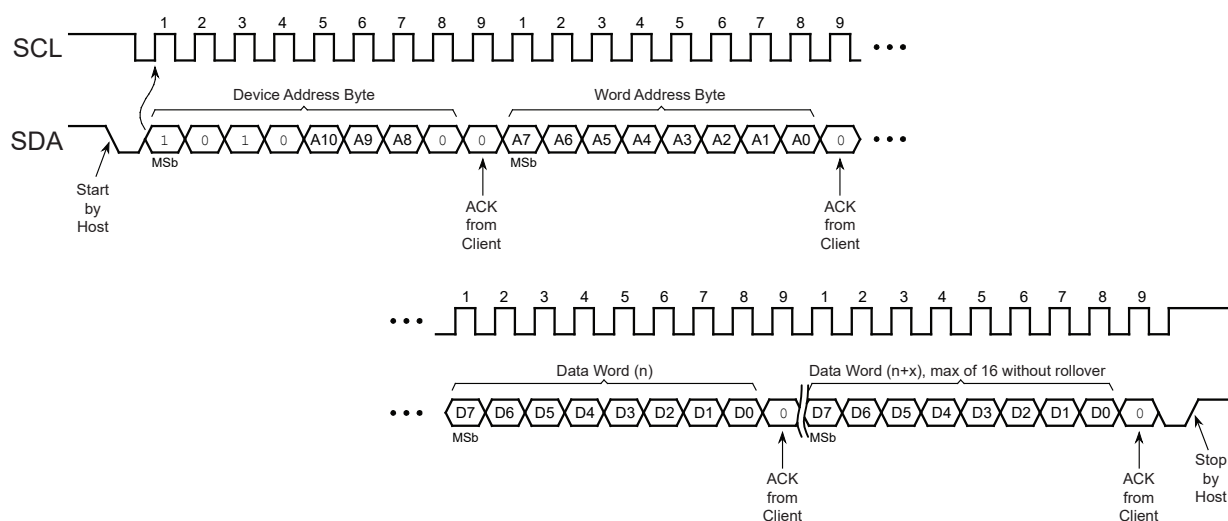 1 2 3 4 5 6 7 8 9 1 2 3 4 5 6 7 8 9
SCL
Device Address Byte Word Address Byte
SDA 1 0 1 0 A10 A9 A8 0 0 A7 A6 A5 A4 A3 A2 A1 A0 0
MSb MSb
Start
by
Host
ACK
from
Client
ACK
from
Client
1 2 3 4 5 6 7 8 9 1 2 3 4 5 6 7 8 9
Data Word (n) Data Word (n+x), max of 16 without rollover
D7 D6 D5 D4 D3 D2 D1 D0 0 D7 D6 D5 D4 D3 D2 D1 D0 0
MSb MSb
ACK
from
Client
ACK
from
Client
Stop
by
Host